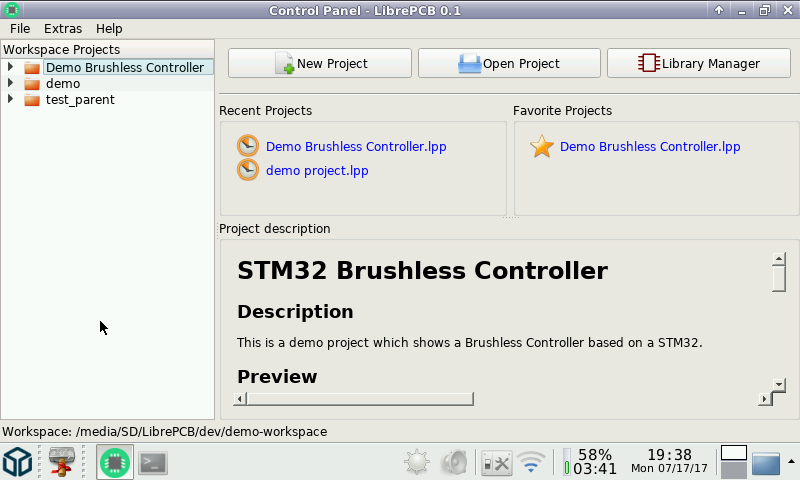 Control Panel - LibrePCB 0.1
File Extras Help
Workspace Projects
Demo Brushless Controller
demo
test_parent
New Project
Open Project
Library Manager
Recent Projects
Demo Brushless Controller.lpp
demo project.lpp
Favorite Projects
Demo Brushless Controller.lpp
Project description
STM32 Brushless Controller
Description
This is a demo project which shows a Brushless Controller based on a STM32.
Preview
Workspace: /media/SD/LibrePCB/dev/demo-workspace
58%
03:41
19:38
Mon 07/17/17